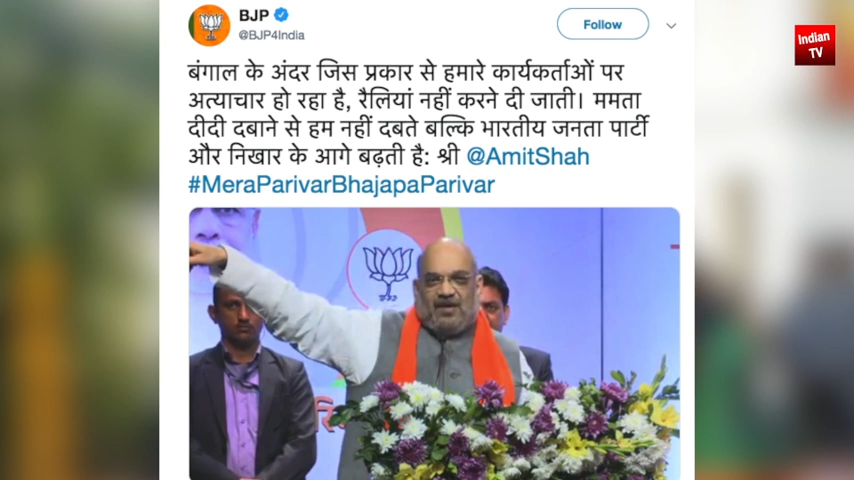 BJP
@BJP4India
Follow
Indian
TV
बंगाल के अंदर जिस प्रकार से हमारे कार्यकर्ताओं पर
अत्याचार हो रहा है, रैलियां नहीं करने दी जाती। ममता
दीदी दबाने से हम नहीं दबते बल्कि भारतीय जनता पार्टी
और निखार के आगे बढ़ती है: श्री @AmitShah
#MeraParivarBhajapaParivar